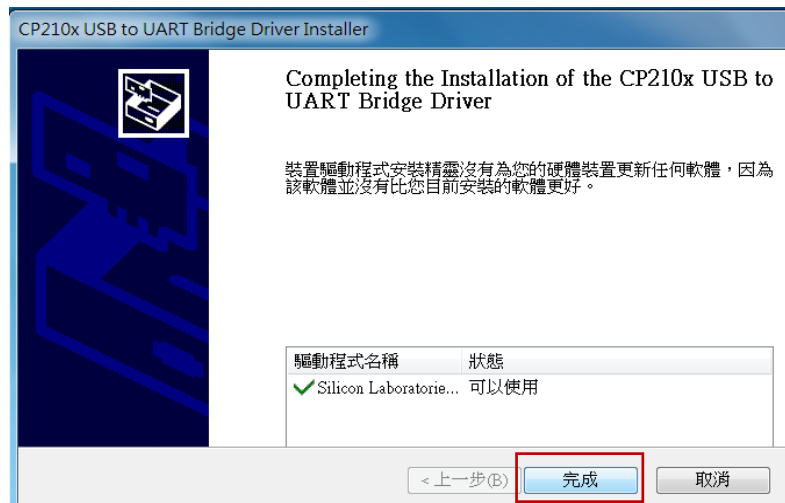 CP210x USB to UART Bridge Driver Installer
Completing the Installation of the CP210x USB to
UART Bridge Driver
裝置驅動程式安裝精靈沒有為您的硬體裝置更新任何軟體，因為
該軟體並沒有比您目前安裝的軟體更好。
驅動程式名稱 狀態
Silicon Laboratorie... 可以使用
<上一步(B) 完成 取消